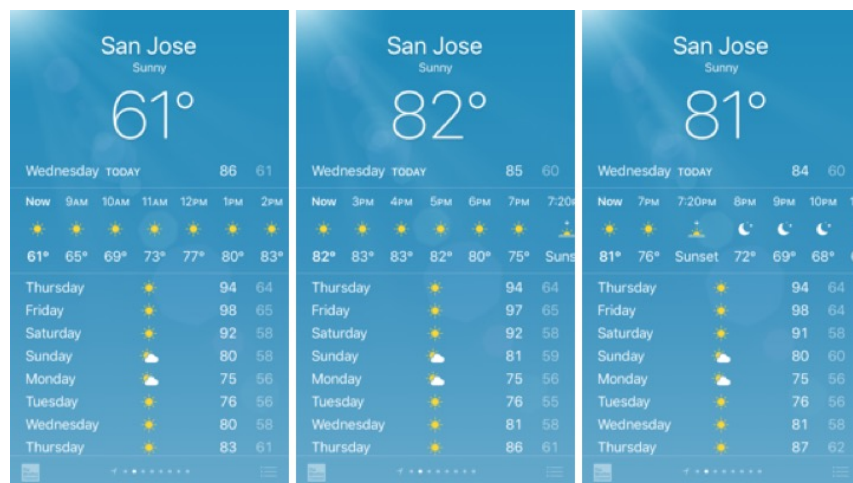 San Jose
Sunny
61°
Wednesday TODAY 86 61
Now 9AM 10AM 11AM 12PM 1PM 2PM
61° 65° 69° 73° 77° 80° 83°
Thursday 94 64
Friday 98 65
Saturday 92 58
Sunday 80 58
Monday 75 56
Tuesday 76 56
Wednesday 80 58
Thursday 83 61
San Jose
Sunny
82°
Wednesday TODAY 85 60
Now 3PM 4PM 5PM 6PM 7PM 7:20P
82° 83° 83° 82° 80° 75° Suns
Thursday 94 64
Friday 97 65
Saturday 92 58
Sunday 81 59
Monday 75 56
Tuesday 76 55
Wednesday 81 58
Thursday 86 61
San Jose
Sunny
81°
Wednesday TODAY 84 60
Now 7PM 7:20PM 8PM 9PM 10PM
81° 76° Sunset 72° 69° 68°
Thursday 94 64
Friday 98 64
Saturday 91 58
Sunday 80 60
Monday 75 56
Tuesday 76 56
Wednesday 81 58
Thursday 87 62